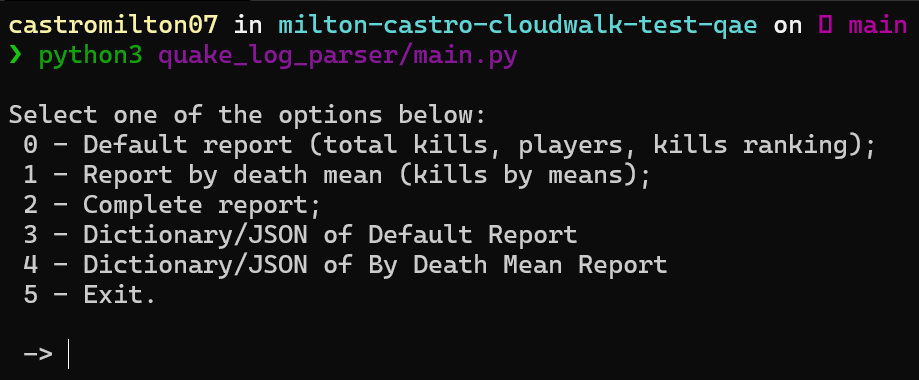 castromilton07 in milton-castro-cloudwalk-test-qae on main
❯ python3 quake_log_parser/main.py
Select one of the options below:
0 - Default report (total kills, players, kills ranking);
1 - Report by death mean (kills by means);
2 - Complete report;
3 - Dictionary/JSON of Default Report
4 - Dictionary/JSON of By Death Mean Report
5 - Exit.
->